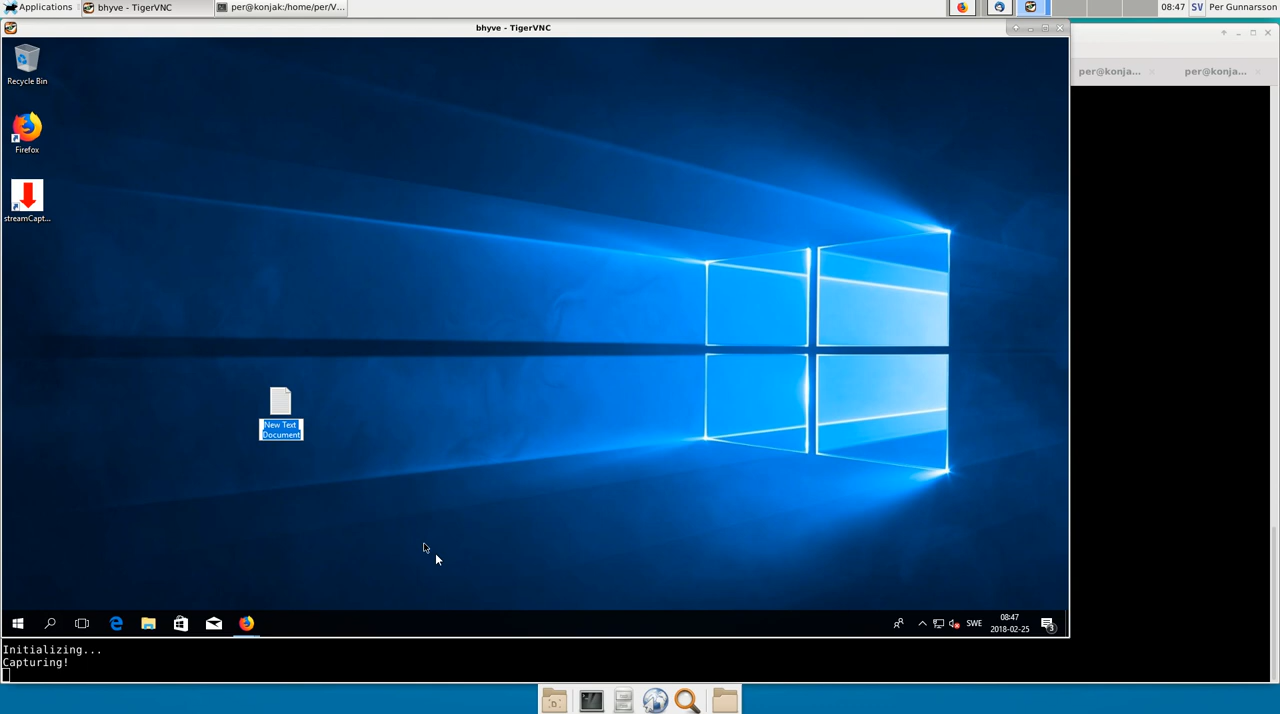 Applications
bhyve - TigerVNC
per@konjak:/home/per/V...
08:47
SV
Per Gunnarsson
bhyve - TigerVNC
per@konja...
per@konja...
Recycle Bin
Firefox
streamCapt...
New Text
Document
SWE
08:47
2018-02-25
3
Initializing...
Capturing!